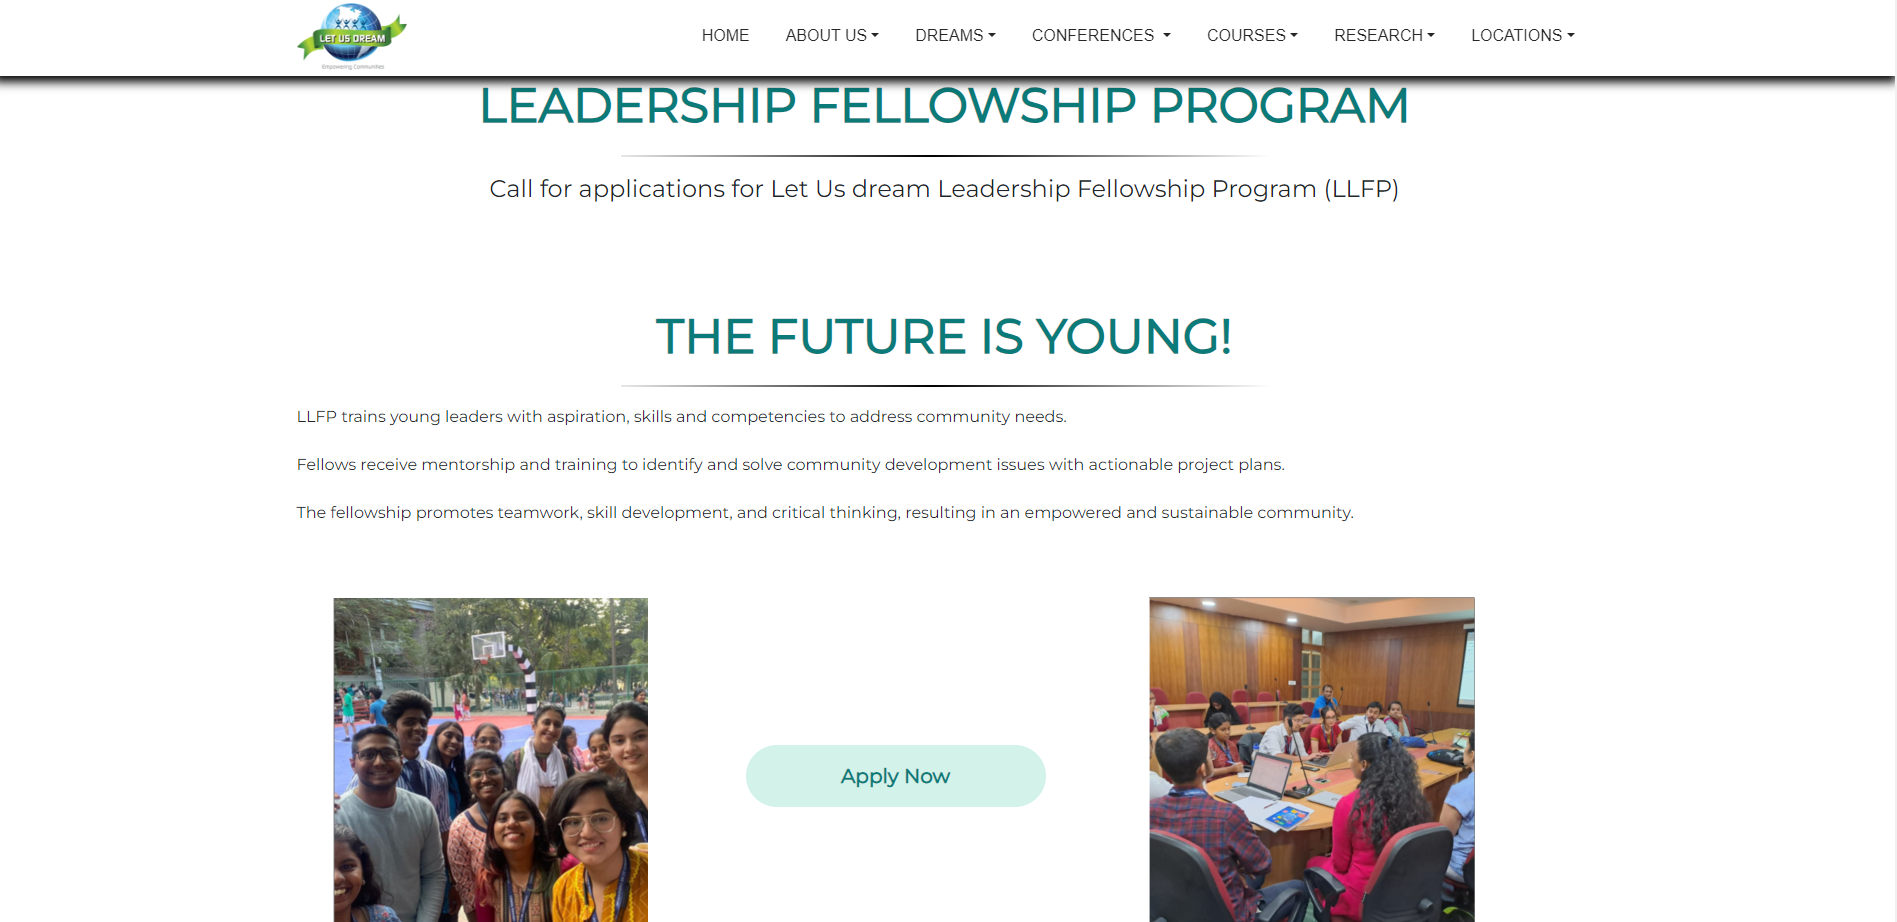 LET US DREAM
Empowering Communities
HOME ABOUT US DREAMS CONFERENCES COURSES RESEARCH LOCATIONS
LEADERSHIP FELLOWSHIP PROGRAM
Call for applications for Let Us dream Leadership Fellowship Program (LLFP)
THE FUTURE IS YOUNG!
LLFP trains young leaders with aspiration, skills and competencies to address community needs.
Fellows receive mentorship and training to identify and solve community development issues with actionable project plans.
The fellowship promotes teamwork, skill development, and critical thinking, resulting in an empowered and sustainable community.
Apply Now